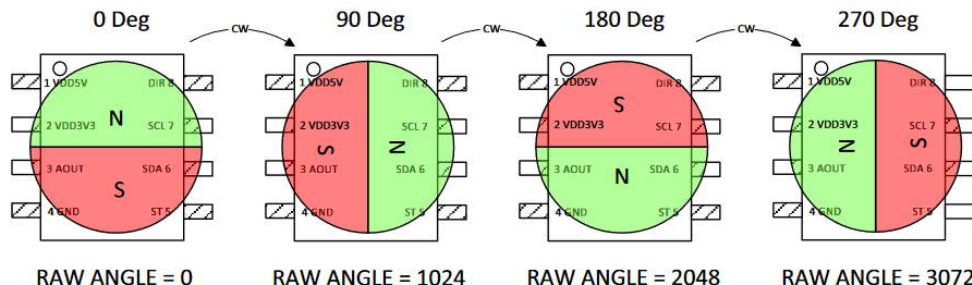 0 Deg
CW
90 Deg
CW
180 Deg
CW
270 Deg
1 VDD5V DIR 8
N
2 VDD3V3 SCL 7
3 AOUT SDA 6
S
4 GND ST 5
1 VDD5V DIR 8
2 VDD3V3 SCL 7
S N
3 AOUT SDA 6
4 GND ST 5
1 VDD5V DIR 8
S
2 VDD3V3 SCL 7
3 AOUT SDA 6
N
4 GND ST 5
1 VDD5V DIR 8
2 VDD3V3 SCL 7
N S
3 AOUT SDA 6
4 GND ST 5
RAW ANGLE = 0
RAW ANGLE = 1024
RAW ANGLE = 2048
RAW ANGLE = 3072